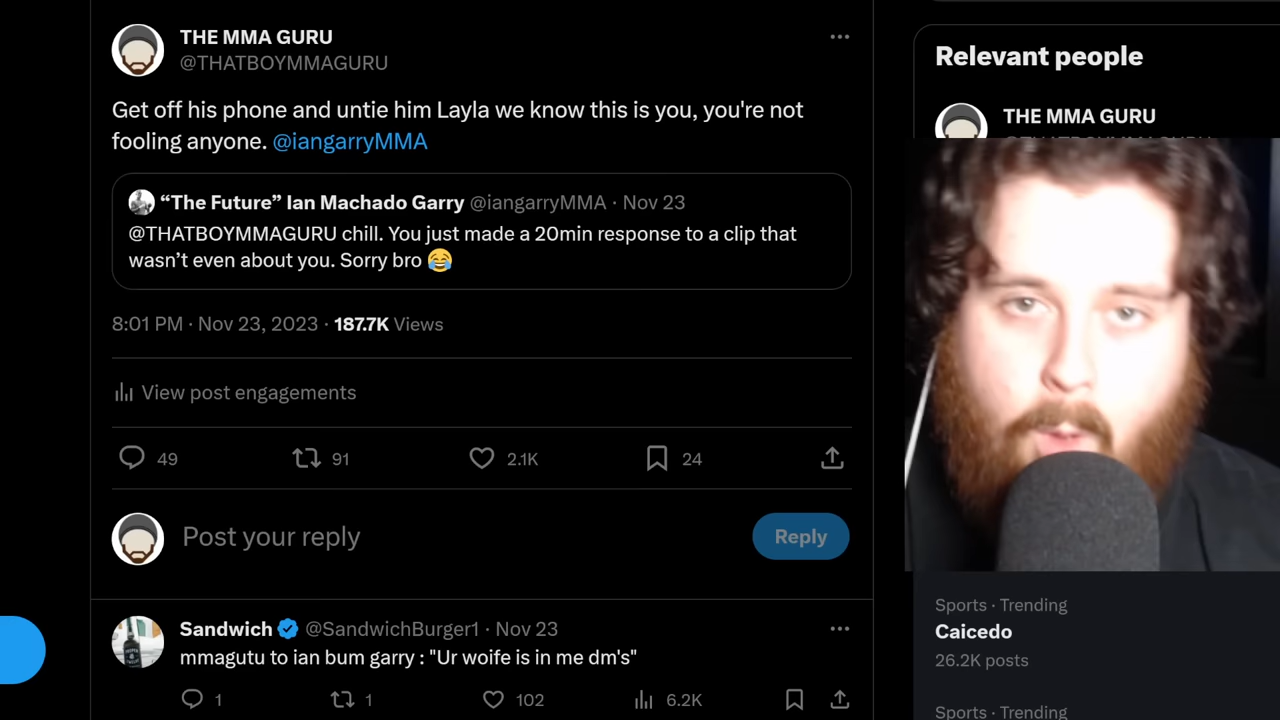 THE MMA GURU
@THATBOYMMAGURU
Get off his phone and untie him Layla we know this is you, you're not
fooling anyone. @iangarryMMA
“The Future” Ian Machado Garry @iangarryMMA · Nov 23
@THATBOYMMAGURU chill. You just made a 20min response to a clip that
wasn’t even about you. Sorry bro 😂
8:01 PM · Nov 23, 2023 · 187.7K Views
View post engagements
49 91 2.1K 24
Post your reply
Reply
Sandwich @SandwichBurger1 · Nov 23
mmagutu to ian bum garry : "Ur woife is in me dm's"
1 1 102 6.2K
Relevant people
THE MMA GURU
Sports · Trending
Caicedo
26.2K posts
Sports · Trending